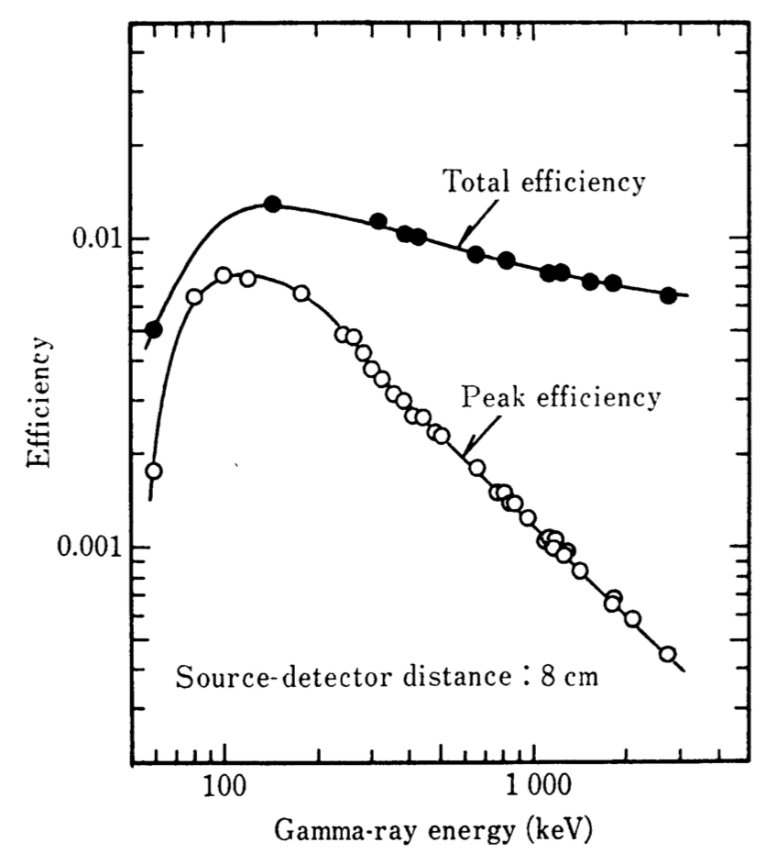 Total efficiency
0.01
Peak efficiency
Efficiency
0.001
Source-detector distance : 8 cm
100
1 000
Gamma-ray energy (keV)